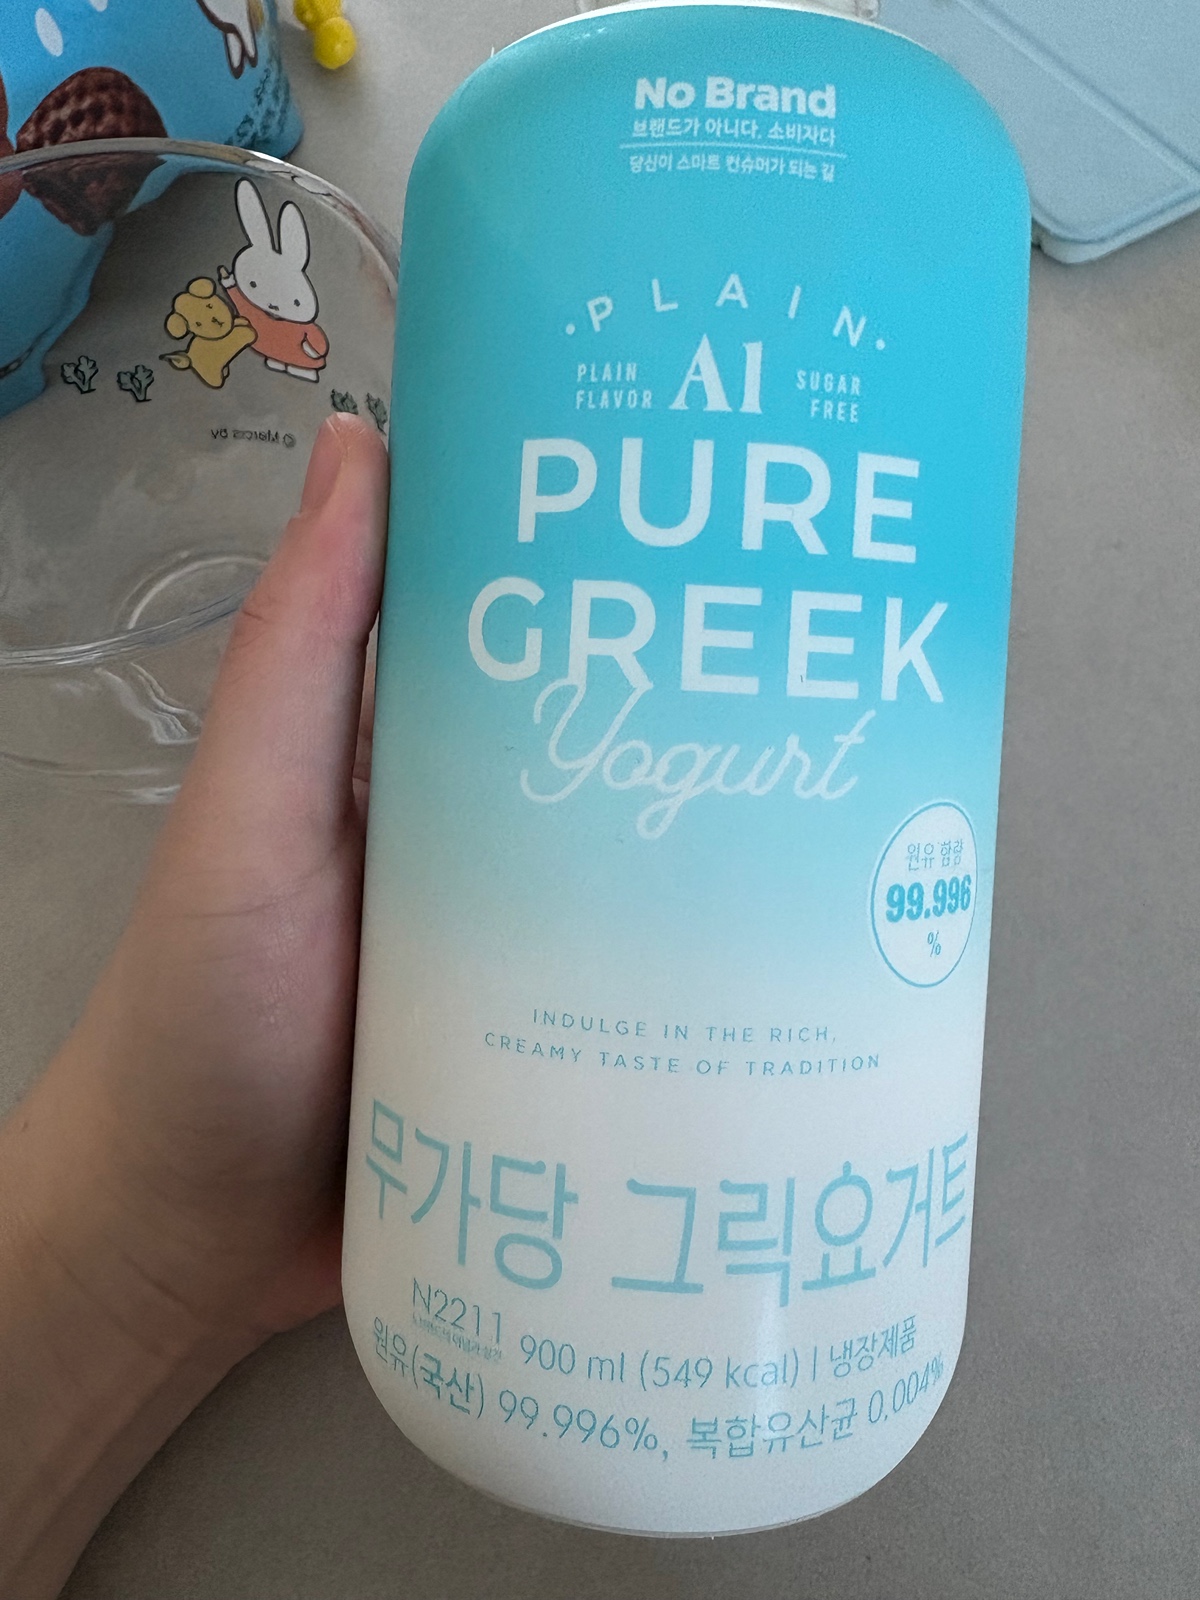 No Brand
브랜드가 아니다. 소비자다
당신이 스마트 컨슈머가 되는 길
·PLAIN·
PLAIN FLAVOR
A1
SUGAR FREE
PURE
GREEK
Yogurt
원유 함량
99.996
%
INDULGE IN THE RICH,
CREAMY TASTE OF TRADITION
무가당 그릭요거트
N2211
900 ml (549 kcal) | 냉장제품
원유(국산) 99.996%, 복합유산균 0.004%
© Mercis bv